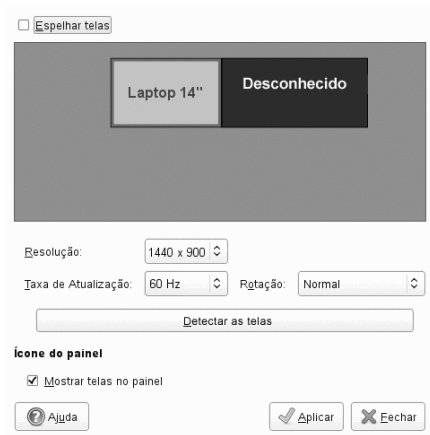 Espelhar telas
Laptop 14"
Desconhecido
Resolução: 1440 x 900
Taxa de Atualização: 60 Hz Rotação: Normal
Detectar as telas
Ícone do painel
Mostrar telas no painel
Ajuda Aplicar Fechar